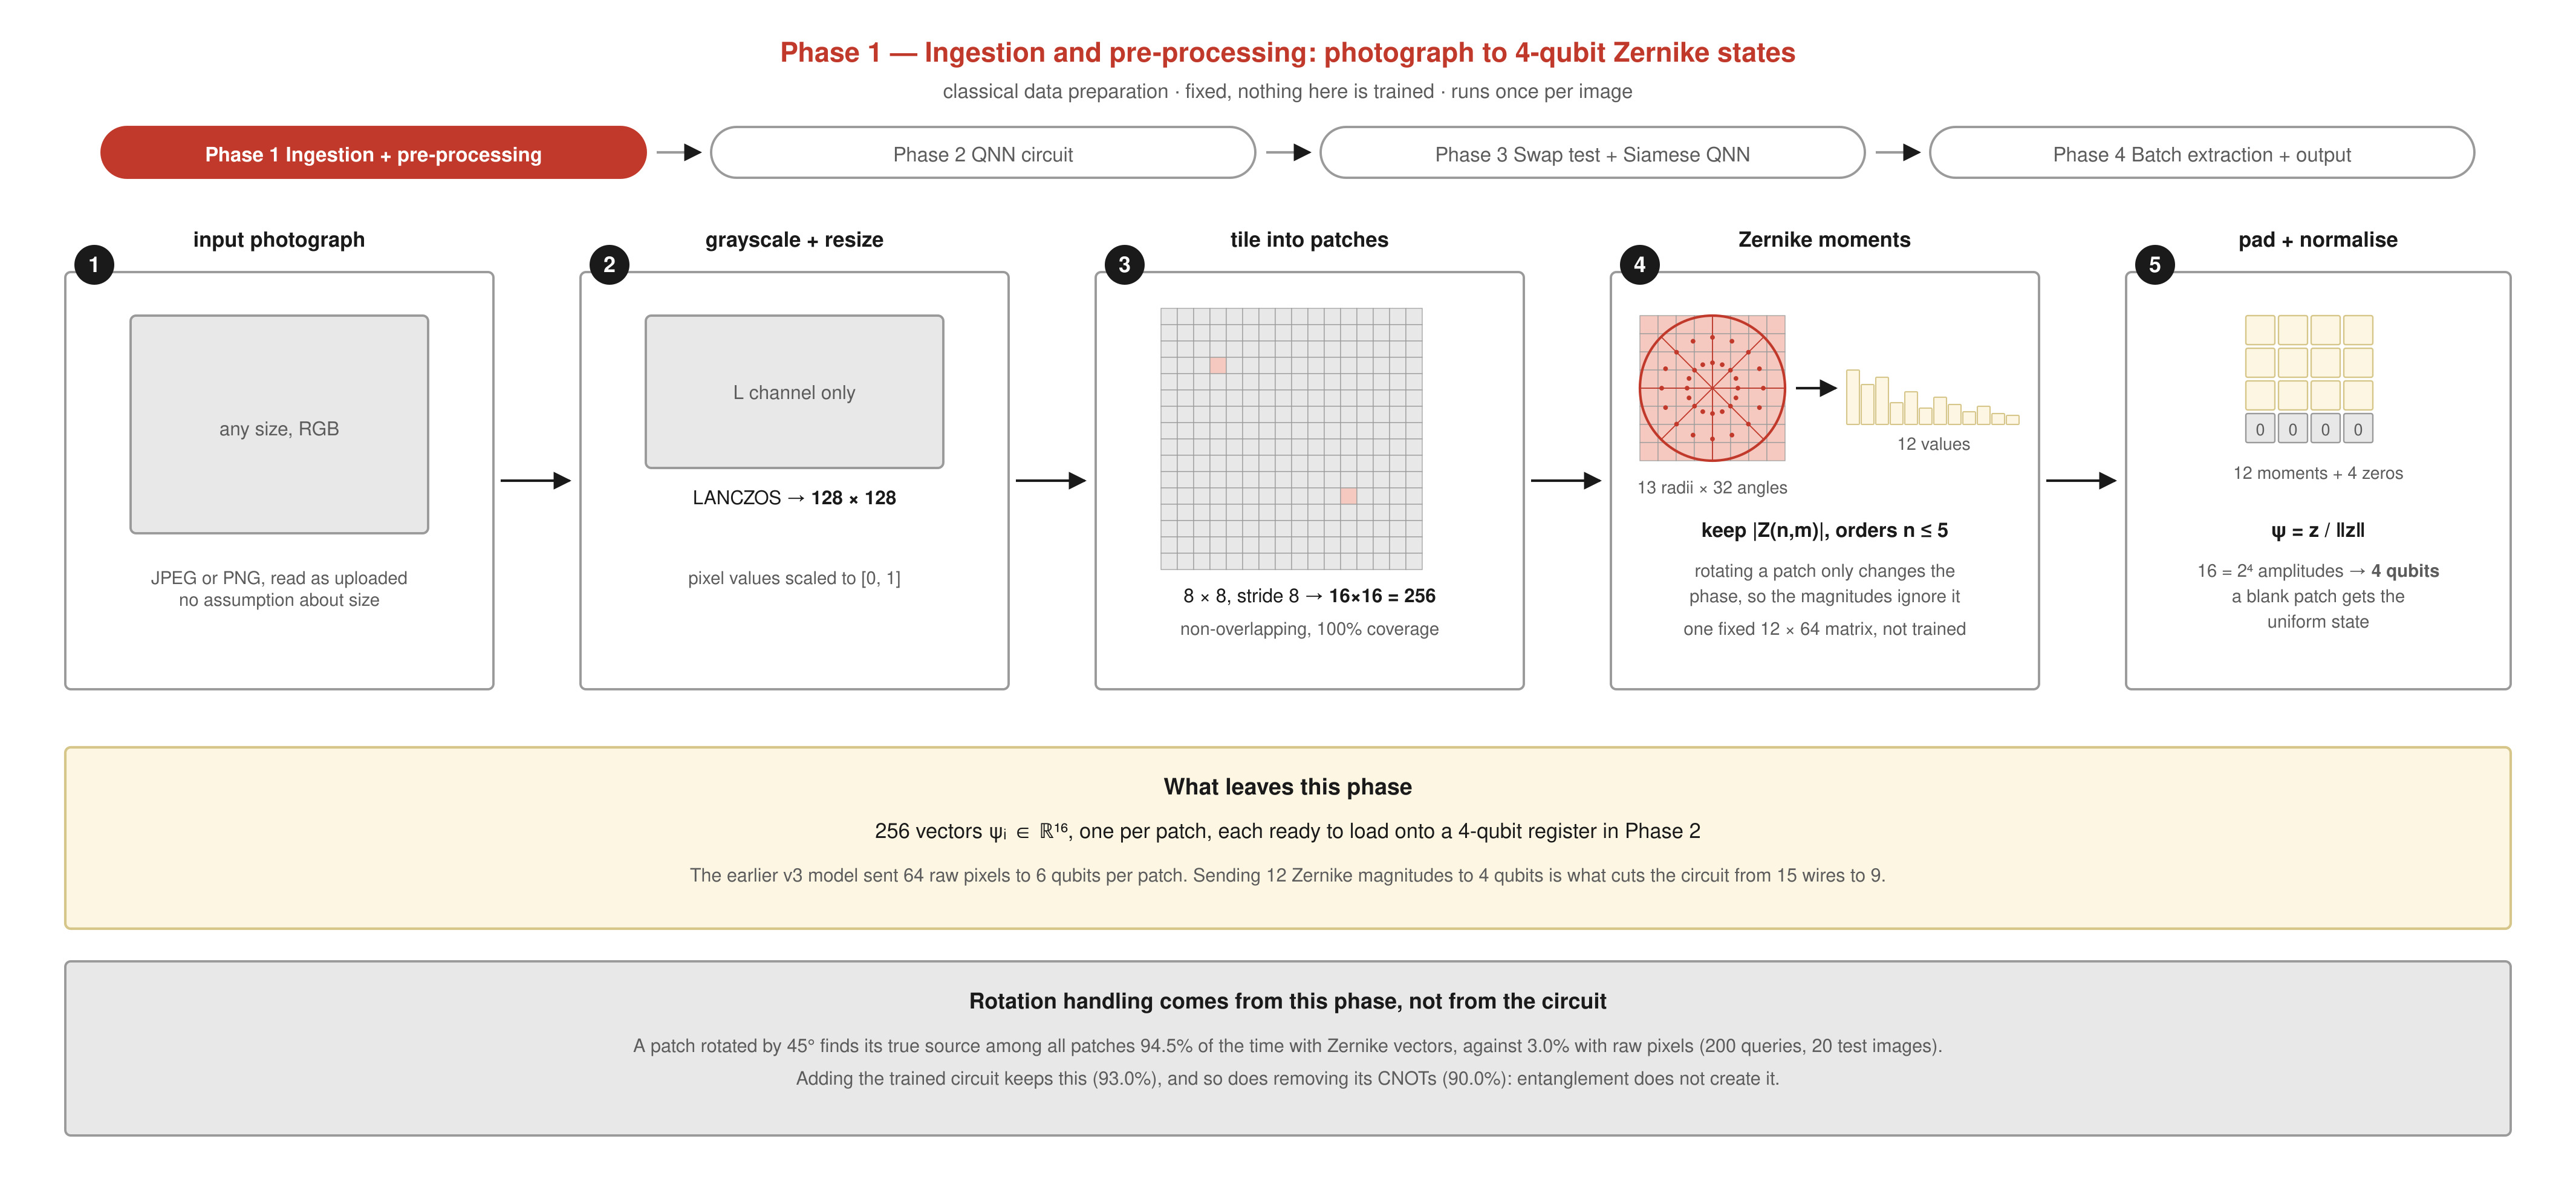 Phase 1 — Ingestion and pre-processing: photograph to 4-qubit Zernike states
classical data preparation · fixed, nothing here is trained · runs once per image
Phase 1 Ingestion + pre-processing
Phase 2 QNN circuit
Phase 3 Swap test + Siamese QNN
Phase 4 Batch extraction + output
1
input photograph
any size, RGB
JPEG or PNG, read as uploaded
no assumption about size
2
grayscale + resize
L channel only
LANCZOS → 128 × 128
pixel values scaled to [0, 1]
3
tile into patches
8 × 8, stride 8 → 16×16 = 256
non-overlapping, 100% coverage
4
Zernike moments
12 values
13 radii × 32 angles
keep |Z(n,m)|, orders n ≤ 5
rotating a patch only changes the
phase, so the magnitudes ignore it
one fixed 12 × 64 matrix, not trained
5
pad + normalise
0 0 0 0
12 moments + 4 zeros
ψ = z / ‖z‖
16 = 2⁴ amplitudes → 4 qubits
a blank patch gets the
uniform state
What leaves this phase
256 vectors ψᵢ ∈ ℝ¹⁶, one per patch, each ready to load onto a 4-qubit register in Phase 2
The earlier v3 model sent 64 raw pixels to 6 qubits per patch. Sending 12 Zernike magnitudes to 4 qubits is what cuts the circuit from 15 wires to 9.
Rotation handling comes from this phase, not from the circuit
A patch rotated by 45° finds its true source among all patches 94.5% of the time with Zernike vectors, against 3.0% with raw pixels (200 queries, 20 test images).
Adding the trained circuit keeps this (93.0%), and so does removing its CNOTs (90.0%): entanglement does not create it.